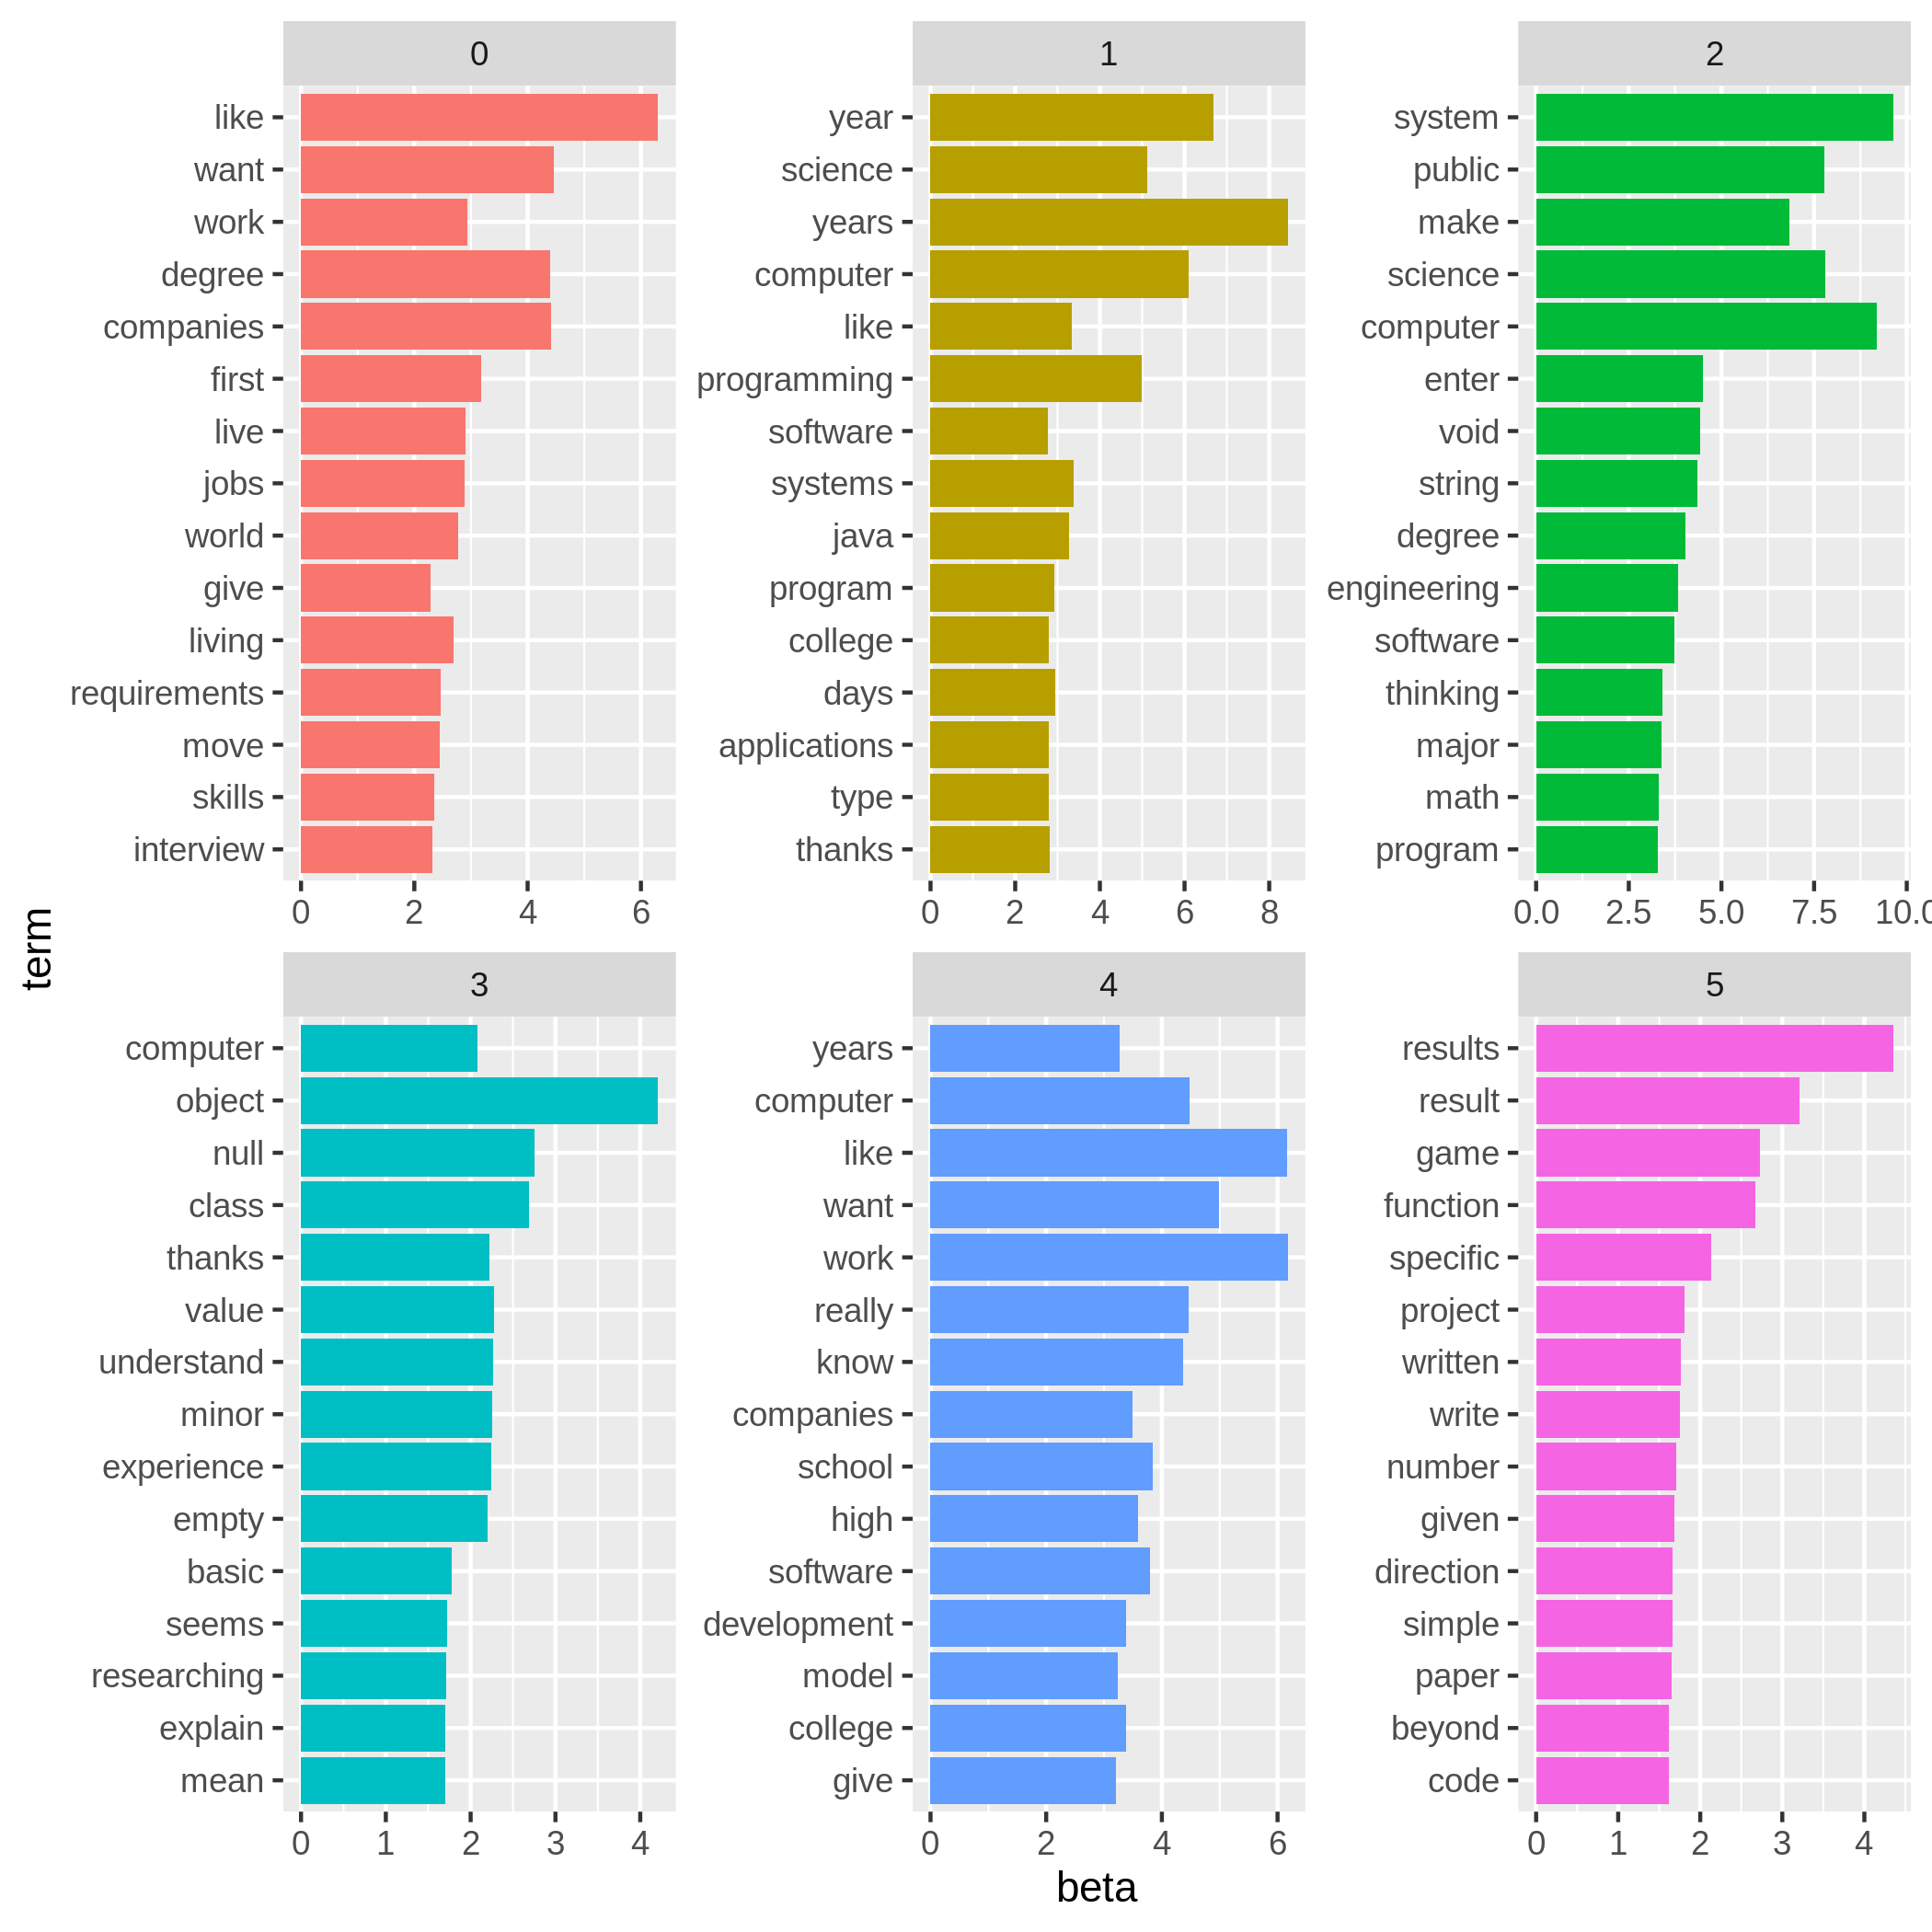 0
like
want
work
degree
companies
first
live
jobs
world
give
living
requirements
move
skills
interview
0 2 4 6
1
year
science
years
computer
like
programming
software
systems
java
program
college
days
applications
type
thanks
0 2 4 6 8
2
system
public
make
science
computer
enter
void
string
degree
engineering
software
thinking
major
math
program
0.0 2.5 5.0 7.5 10.0
term
3
computer
object
null
class
thanks
value
understand
minor
experience
empty
basic
seems
researching
explain
mean
0 1 2 3 4
4
years
computer
like
want
work
really
know
companies
school
high
software
development
model
college
give
0 2 4 6
5
results
result
game
function
specific
project
written
write
number
given
direction
simple
paper
beyond
code
0 1 2 3 4
beta